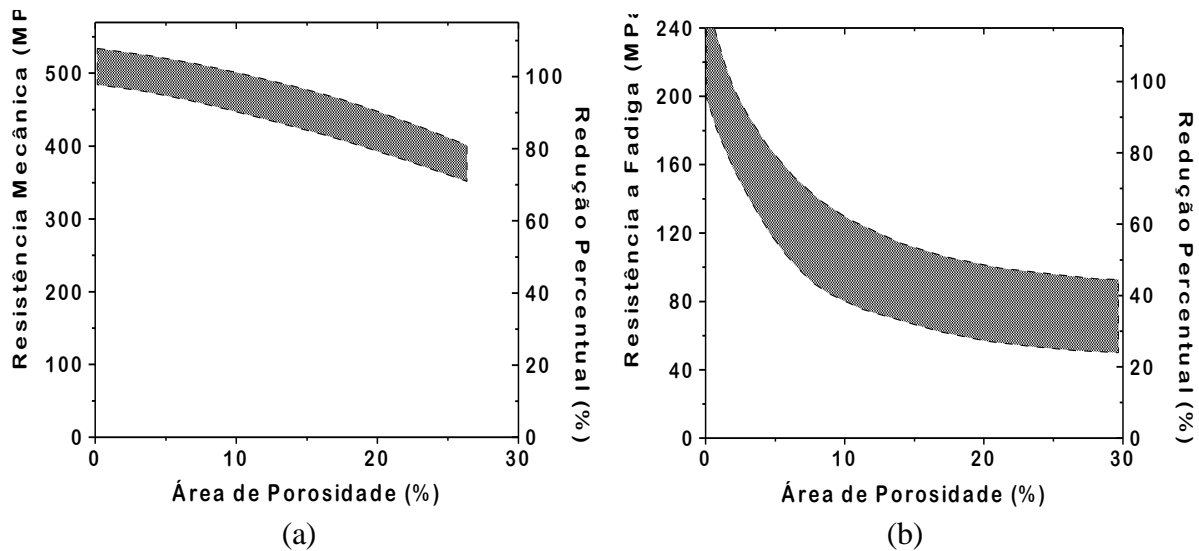 Resistência Mecânica (MP
500
400
300
200
100
0
100
80
60
40
20
0
Redução Percentual (%)
0 10 20 30
Área de Porosidade (%)
(a)
Resistência a Fadiga (MPa
240
200
160
120
80
40
0
100
80
60
40
20
0
Redução Percentual (%)
0 10 20 30
Área de Porosidade (%)
(b)